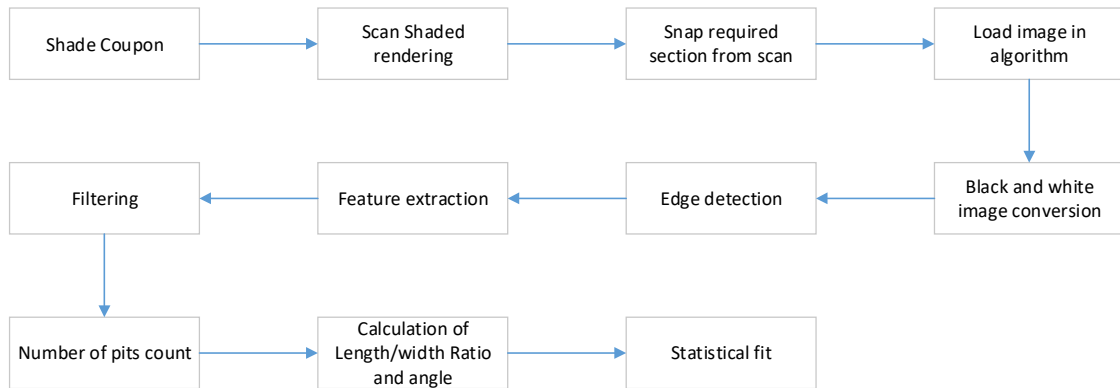 Shade Coupon
Scan Shaded
rendering
Snap required
section from scan
Load image in
algorithm
Filtering
Feature extraction
Edge detection
Black and white
image conversion
Number of pits count
Calculation of
Length/width Ratio
and angle
Statistical fit